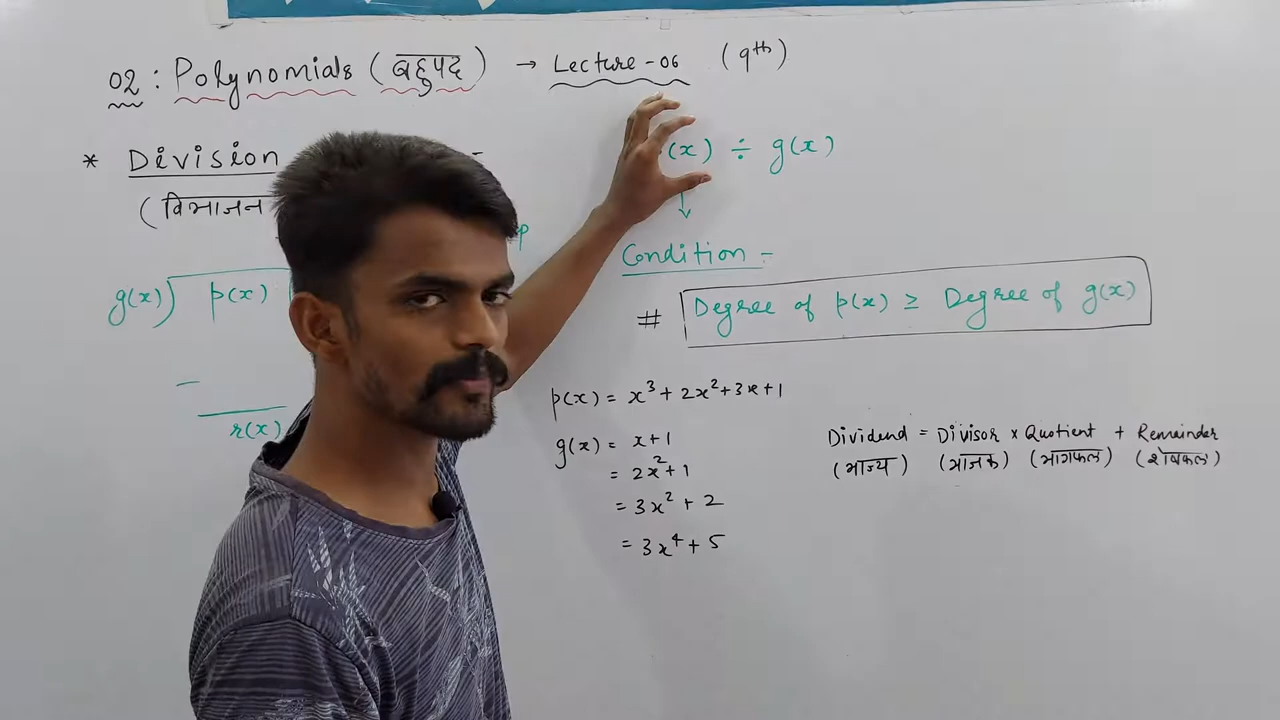 02 : Polynomials (बहुपद) → Lecture - 06 (9th)
* Division -
(विभाजन
(x) ÷ g(x)
Condition -
g(x)) p(x)
# Degree of p(x) ≥ Degree of g(x)
-
r(x)
p(x) = x³ + 2x² + 3x + 1
g(x) = x + 1
= 2x² + 1
= 3x² + 2
= 3x⁴ + 5
Dividend = Divisor × Quotient + Remainder
(भाज्य) (भाजक) (भागफल) (शेषफल)